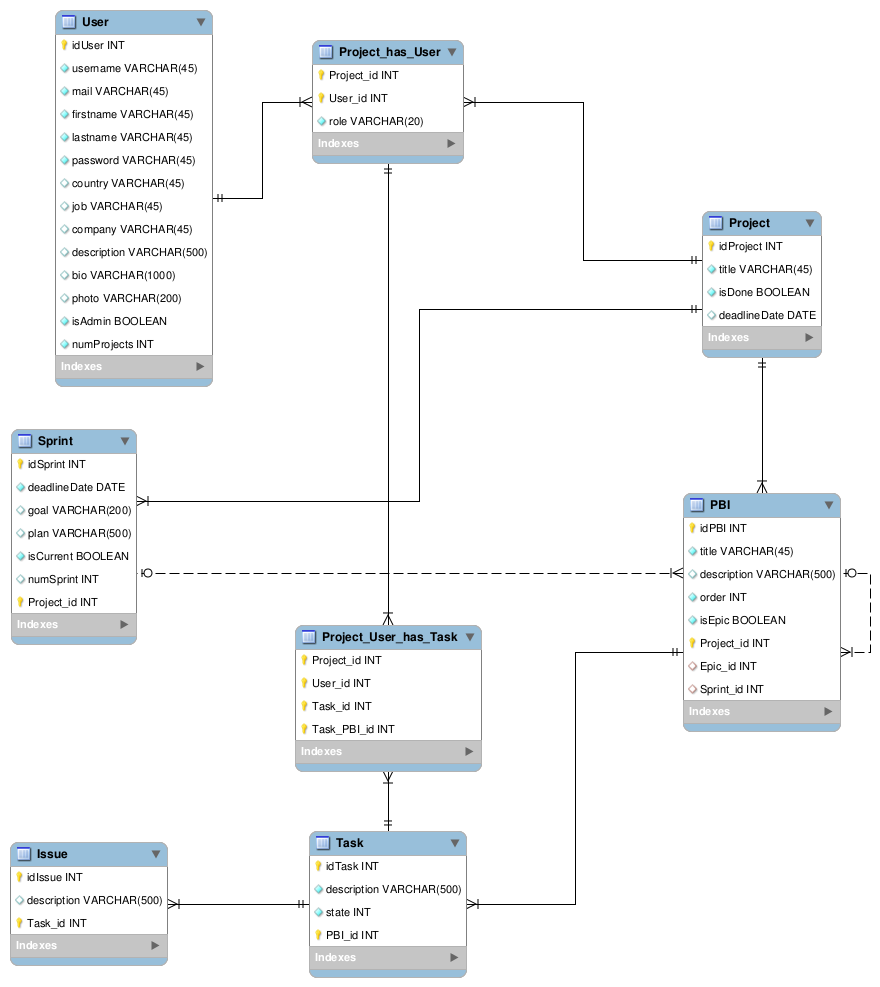 User
idUser INT
username VARCHAR(45)
mail VARCHAR(45)
firstname VARCHAR(45)
lastname VARCHAR(45)
password VARCHAR(45)
country VARCHAR(45)
job VARCHAR(45)
company VARCHAR(45)
description VARCHAR(500)
bio VARCHAR(1000)
photo VARCHAR(200)
isAdmin BOOLEAN
numProjects INT
Indexes
Project_has_User
Project_id INT
User_id INT
role VARCHAR(20)
Indexes
Project
idProject INT
title VARCHAR(45)
isDone BOOLEAN
deadlineDate DATE
Indexes
Sprint
idSprint INT
deadlineDate DATE
goal VARCHAR(200)
plan VARCHAR(500)
isCurrent BOOLEAN
numSprint INT
Project_id INT
Indexes
PBI
idPBI INT
title VARCHAR(45)
description VARCHAR(500)
order INT
isEpic BOOLEAN
Project_id INT
Epic_id INT
Sprint_id INT
Indexes
Project_User_has_Task
Project_id INT
User_id INT
Task_id INT
Task_PBI_id INT
Indexes
Issue
idIssue INT
description VARCHAR(500)
Task_id INT
Indexes
Task
idTask INT
description VARCHAR(500)
state INT
PBI_id INT
Indexes